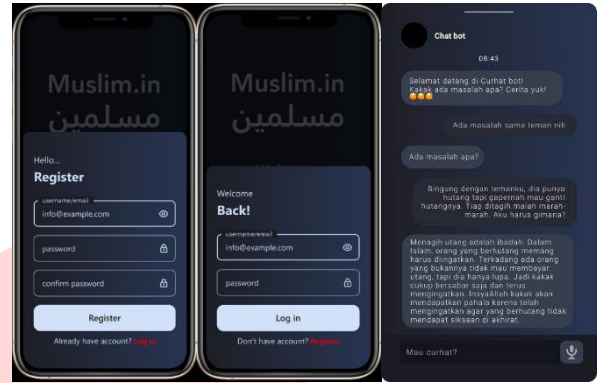 Muslim.in
مسلمين
Hello...
Register
username/email
info@example.com
password
confirm password
Register
Already have account? Log in
Muslim.in
مسلمين
Welcome
Back!
username/email
info@example.com
password
Log in
Don't have account? Register
Chat bot
08:43
Selamat datang di Curhat bot!
Kakak ada masalah apa? Cerita yuk!
Ada masalah sama teman nih
Ada masalah apa?
Bingung dengan temanku, dia punya
hutang tapi gapernah mau ganti
hutangnya. Tiap ditagih malah marah-
marah. Aku harus gimana?
Menagih utang adalah ibadah. Dalam
Islam, orang yang berhutang memang
harus diingatkan. Terkadang ada orang
yang bukannya tidak mau membayar
utang, tapi dia hanya lupa. Jadi kakak
cukup bersabar saja dan terus
mengingatkan. InsyaAllah kakak akan
mendapatkan pahala karena telah
mengingatkan agar yang berhutang tidak
mendapat siksaan di akhirat.
Mau curhat?